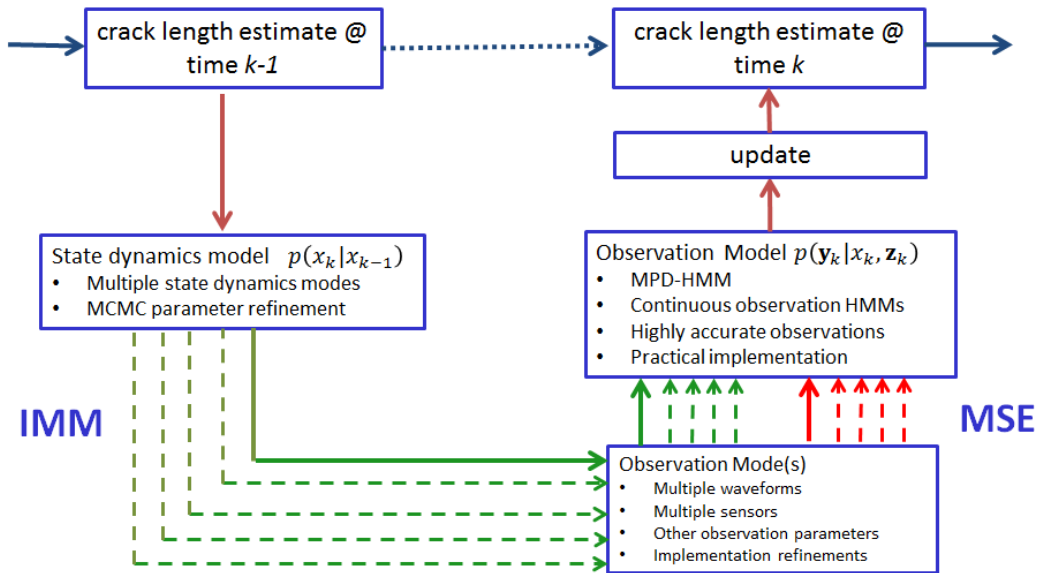 crack length estimate @
time k-1
crack length estimate @
time k
update
State dynamics model p(x_k|x_{k−1})
• Multiple state dynamics modes
• MCMC parameter refinement
Observation Model p(𝐲_k|x_k, 𝐳_k)
• MPD-HMM
• Continuous observation HMMs
• Highly accurate observations
• Practical implementation
IMM
MSE
Observation Mode(s)
• Multiple waveforms
• Multiple sensors
• Other observation parameters
• Implementation refinements